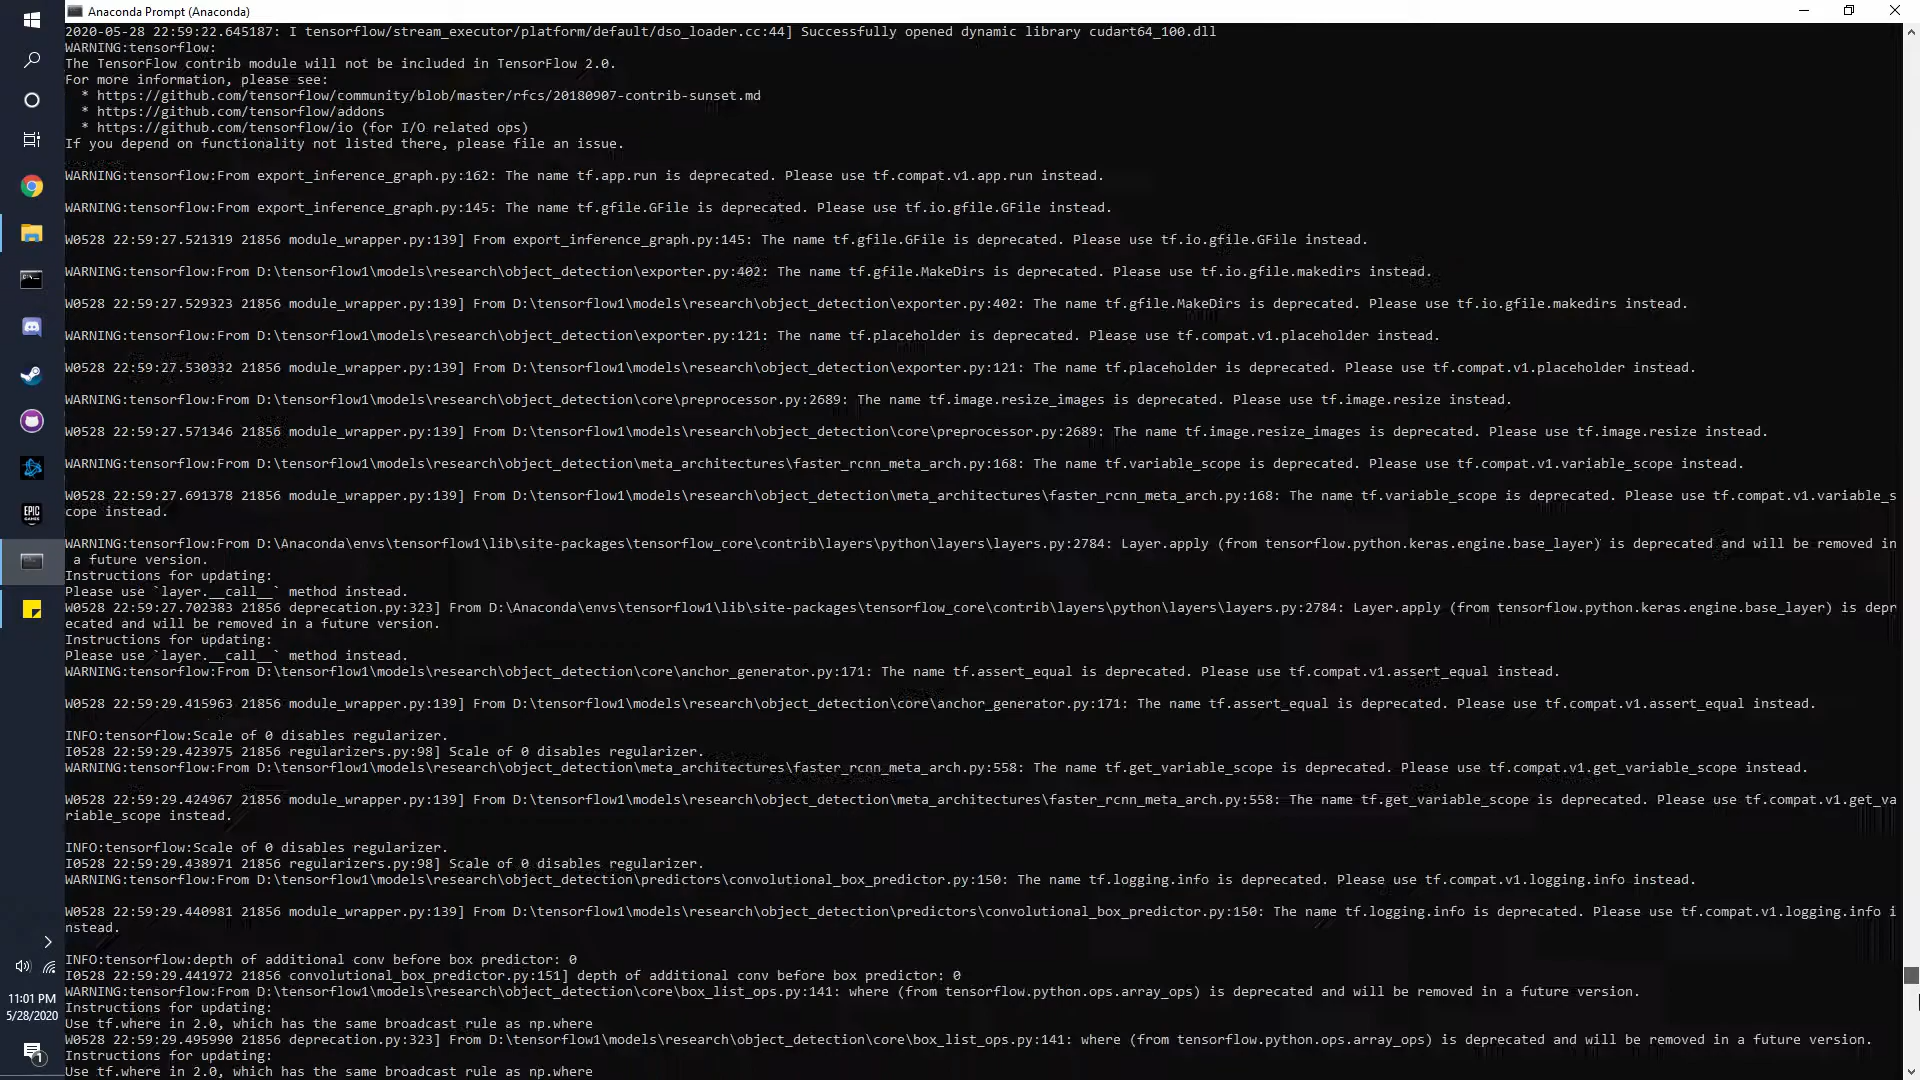 Anaconda Prompt (Anaconda)
2020-05-28 22:59:22.645187: I tensorflow/stream_executor/platform/default/dso_loader.cc:44] Successfully opened dynamic library cudart64_100.dll
WARNING:tensorflow:
The TensorFlow contrib module will not be included in TensorFlow 2.0.
For more information, please see:
  * https://github.com/tensorflow/community/blob/master/rfcs/20180907-contrib-sunset.md
  * https://github.com/tensorflow/addons
  * https://github.com/tensorflow/io (for I/O related ops)
If you depend on functionality not listed there, please file an issue.
WARNING:tensorflow:From export_inference_graph.py:162: The name tf.app.run is deprecated. Please use tf.compat.v1.app.run instead.
WARNING:tensorflow:From export_inference_graph.py:145: The name tf.gfile.GFile is deprecated. Please use tf.io.gfile.GFile instead.
W0528 22:59:27.521319 21856 module_wrapper.py:139] From export_inference_graph.py:145: The name tf.gfile.GFile is deprecated. Please use tf.io.gfile.GFile instead.
WARNING:tensorflow:From D:\tensorflow1\models\research\object_detection\exporter.py:402: The name tf.gfile.MakeDirs is deprecated. Please use tf.io.gfile.makedirs instead.
W0528 22:59:27.529323 21856 module_wrapper.py:139] From D:\tensorflow1\models\research\object_detection\exporter.py:402: The name tf.gfile.MakeDirs is deprecated. Please use tf.io.gfile.makedirs instead.
WARNING:tensorflow:From D:\tensorflow1\models\research\object_detection\exporter.py:121: The name tf.placeholder is deprecated. Please use tf.compat.v1.placeholder instead.
W0528 22:59:27.530332 21856 module_wrapper.py:139] From D:\tensorflow1\models\research\object_detection\exporter.py:121: The name tf.placeholder is deprecated. Please use tf.compat.v1.placeholder instead.
WARNING:tensorflow:From D:\tensorflow1\models\research\object_detection\core\preprocessor.py:2689: The name tf.image.resize_images is deprecated. Please use tf.image.resize instead.
W0528 22:59:27.571346 21856 module_wrapper.py:139] From D:\tensorflow1\models\research\object_detection\core\preprocessor.py:2689: The name tf.image.resize_images is deprecated. Please use tf.image.resize instead.
WARNING:tensorflow:From D:\tensorflow1\models\research\object_detection\meta_architectures\faster_rcnn_meta_arch.py:168: The name tf.variable_scope is deprecated. Please use tf.compat.v1.variable_scope instead.
W0528 22:59:27.691378 21856 module_wrapper.py:139] From D:\tensorflow1\models\research\object_detection\meta_architectures\faster_rcnn_meta_arch.py:168: The name tf.variable_scope is deprecated. Please use tf.compat.v1.variable_s
cope instead.
WARNING:tensorflow:From D:\Anaconda\envs\tensorflow1\lib\site-packages\tensorflow_core\contrib\layers\python\layers\layers.py:2784: Layer.apply (from tensorflow.python.keras.engine.base_layer) is deprecated and will be removed in
 a future version.
Instructions for updating:
Please use `layer.__call__` method instead.
W0528 22:59:27.702383 21856 deprecation.py:323] From D:\Anaconda\envs\tensorflow1\lib\site-packages\tensorflow_core\contrib\layers\python\layers\layers.py:2784: Layer.apply (from tensorflow.python.keras.engine.base_layer) is depr
ecated and will be removed in a future version.
Instructions for updating:
Please use `layer.__call__` method instead.
WARNING:tensorflow:From D:\tensorflow1\models\research\object_detection\core\anchor_generator.py:171: The name tf.assert_equal is deprecated. Please use tf.compat.v1.assert_equal instead.
W0528 22:59:29.415963 21856 module_wrapper.py:139] From D:\tensorflow1\models\research\object_detection\core\anchor_generator.py:171: The name tf.assert_equal is deprecated. Please use tf.compat.v1.assert_equal instead.
INFO:tensorflow:Scale of 0 disables regularizer.
I0528 22:59:29.423975 21856 regularizers.py:98] Scale of 0 disables regularizer.
WARNING:tensorflow:From D:\tensorflow1\models\research\object_detection\meta_architectures\faster_rcnn_meta_arch.py:558: The name tf.get_variable_scope is deprecated. Please use tf.compat.v1.get_variable_scope instead.
W0528 22:59:29.424967 21856 module_wrapper.py:139] From D:\tensorflow1\models\research\object_detection\meta_architectures\faster_rcnn_meta_arch.py:558: The name tf.get_variable_scope is deprecated. Please use tf.compat.v1.get_va
riable_scope instead.
INFO:tensorflow:Scale of 0 disables regularizer.
I0528 22:59:29.438971 21856 regularizers.py:98] Scale of 0 disables regularizer.
WARNING:tensorflow:From D:\tensorflow1\models\research\object_detection\predictors\convolutional_box_predictor.py:150: The name tf.logging.info is deprecated. Please use tf.compat.v1.logging.info instead.
W0528 22:59:29.440981 21856 module_wrapper.py:139] From D:\tensorflow1\models\research\object_detection\predictors\convolutional_box_predictor.py:150: The name tf.logging.info is deprecated. Please use tf.compat.v1.logging.info i
nstead.
INFO:tensorflow:depth of additional conv before box predictor: 0
I0528 22:59:29.441972 21856 convolutional_box_predictor.py:151] depth of additional conv before box predictor: 0
WARNING:tensorflow:From D:\tensorflow1\models\research\object_detection\core\box_list_ops.py:141: where (from tensorflow.python.ops.array_ops) is deprecated and will be removed in a future version.
Instructions for updating:
Use tf.where in 2.0, which has the same broadcast rule as np.where
W0528 22:59:29.495990 21856 deprecation.py:323] From D:\tensorflow1\models\research\object_detection\core\box_list_ops.py:141: where (from tensorflow.python.ops.array_ops) is deprecated and will be removed in a future version.
Instructions for updating:
Use tf.where in 2.0, which has the same broadcast rule as np.where
EPIC
GAMES
11:01 PM
5/28/2020
1